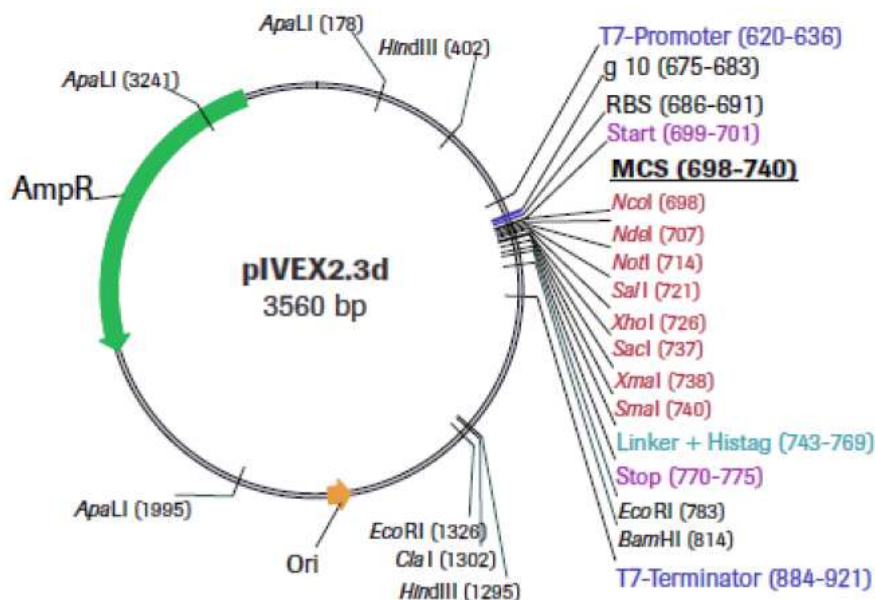 ApaLI (178)
HindIII (402)
ApaLI (3241)
AmpR
pIVEX2.3d
3560 bp
T7-Promoter (620-636)
g 10 (675-683)
RBS (686-691)
Start (699-701)
MCS (698-740)
NcoI (698)
NdeI (707)
NotI (714)
SalI (721)
XhoI (726)
SacI (737)
XmaI (738)
SmaI (740)
Linker + Histag (743-769)
Stop (770-775)
EcoRI (783)
BamHI (814)
T7-Terminator (884-921)
ApaLI (1995)
Ori
EcoRI (1326)
ClaI (1302)
HindIII (1295)